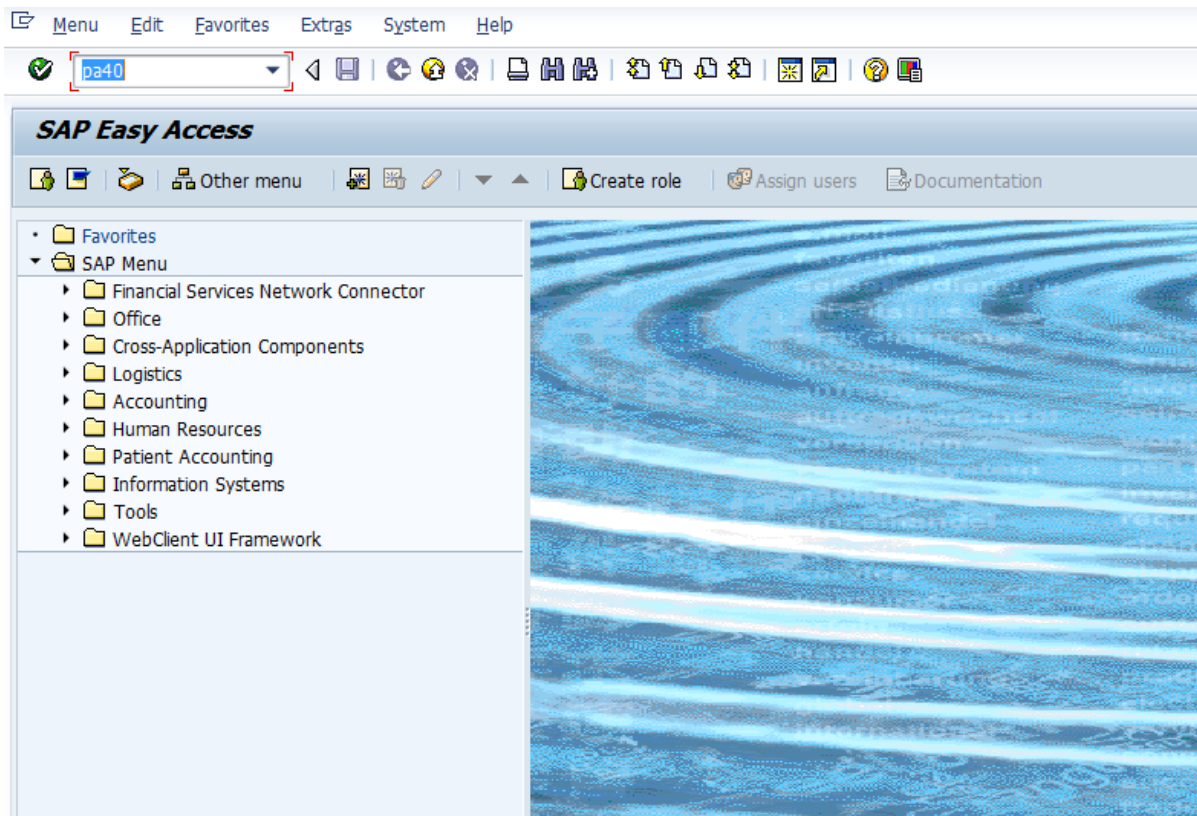 Menu Edit Favorites Extras System Help
pa40
SAP Easy Access
Other menu Create role Assign users Documentation
Favorites
SAP Menu
Financial Services Network Connector
Office
Cross-Application Components
Logistics
Accounting
Human Resources
Patient Accounting
Information Systems
Tools
WebClient UI Framework